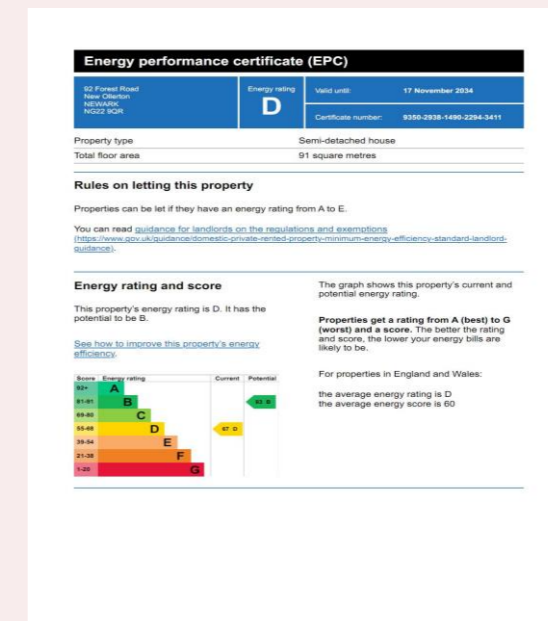 Energy performance certificate (EPC)
92 Forest Road
New Ollerton
NEWARK
NG22 9QR
Energy rating
D
Valid until: 17 November 2034
Certificate number: 9350-2938-1490-2294-3411
Property type Semi-detached house
Total floor area 91 square metres
Rules on letting this property
Properties can be let if they have an energy rating from A to E.
You can read guidance for landlords on the regulations and exemptions
(https://www.gov.uk/guidance/domestic-private-rented-property-minimum-energy-efficiency-standard-landlord-
guidance).
Energy rating and score
This property's energy rating is D. It has the
potential to be B.
See how to improve this property's energy
efficiency.
Score Energy rating Current Potential
92+ A
81-91 B 83 B
69-80 C
55-68 D 67 D
39-54 E
21-38 F
1-20 G
The graph shows this property's current and
potential energy rating.
Properties get a rating from A (best) to G
(worst) and a score. The better the rating
and score, the lower your energy bills are
likely to be.
For properties in England and Wales:
the average energy rating is D
the average energy score is 60